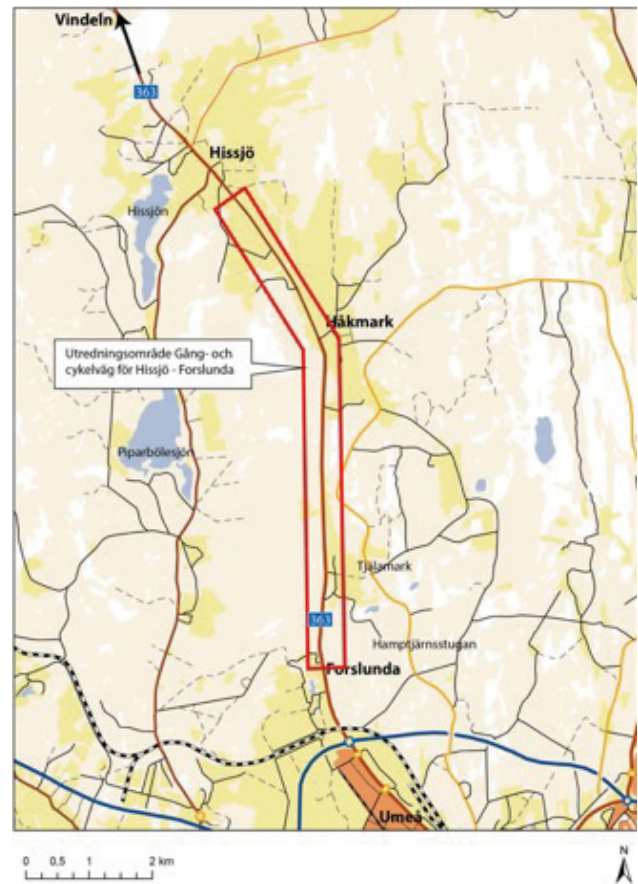 Vindeln
363
Hissjö
Hissjön
Håkmark
Utredningsområde Gång- och
cykelväg för Hissjö - Forslunda
Piparbölesjön
Tjälamark
363
Hamptjärnsstugan
Forslunda
Umeå
0 0,5 1 2 km
N